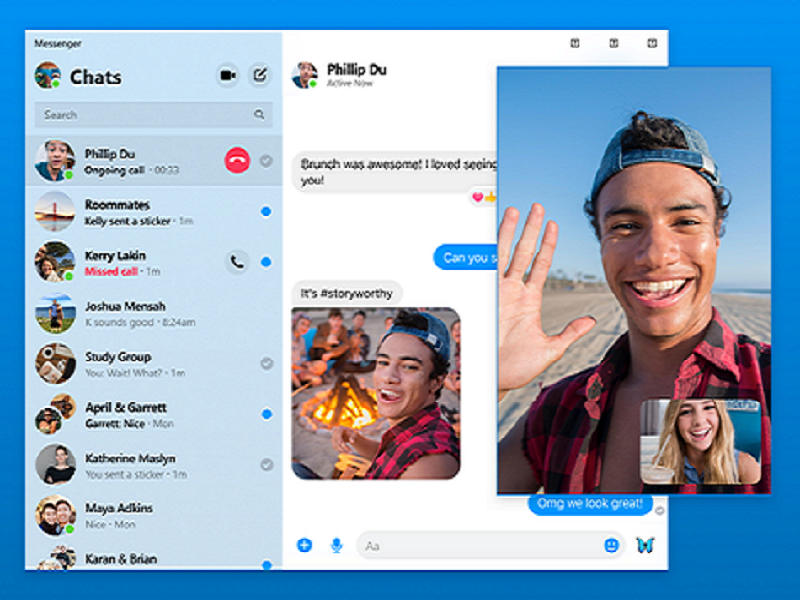 Messenger
Chats
Search
Phillip Du
Ongoing call · 00:33
Roommates
Kelly sent a sticker · 1m
Kerry Lakin
Missed call · 1m
Joshua Mensah
K sounds good · 8:24am
Study Group
You: Wait! What? · 1m
April & Garrett
Garrett: Nice · Mon
Katherine Maslyn
You sent a sticker · 1m
Maya Adkins
Nice · Mon
Karan & Brian
Phillip Du
Active Now
Brunch was awesome! I loved seeing
you!
Can you s
It's #storyworthy
Omg we look great!
Aa